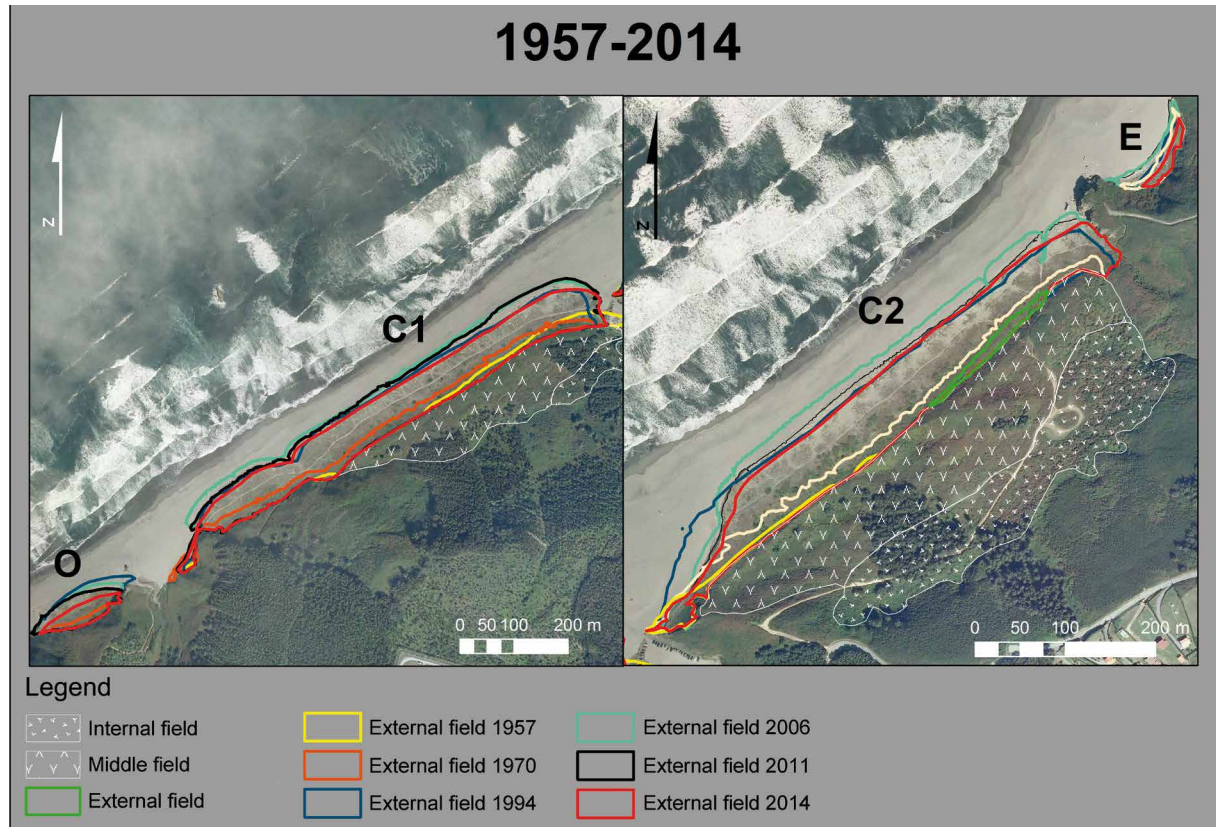 1957-2014
N
N
C1
O
E
C2
0 50 100 200 m
0 50 100 200 m
Legend
Internal field
Middle field
External field
External field 1957
External field 1970
External field 1994
External field 2006
External field 2011
External field 2014